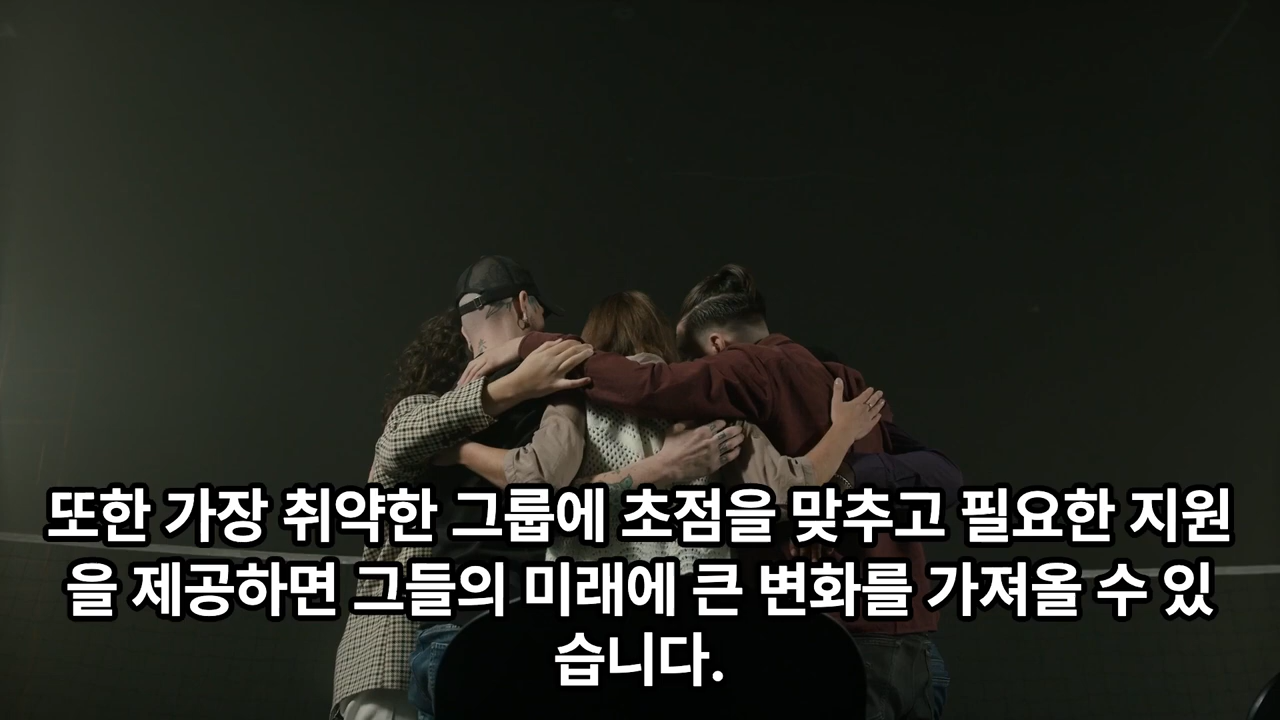 또한 가장 취약한 그룹에 초점을 맞추고 필요한 지원
을 제공하면 그들의 미래에 큰 변화를 가져올 수 있
습니다.